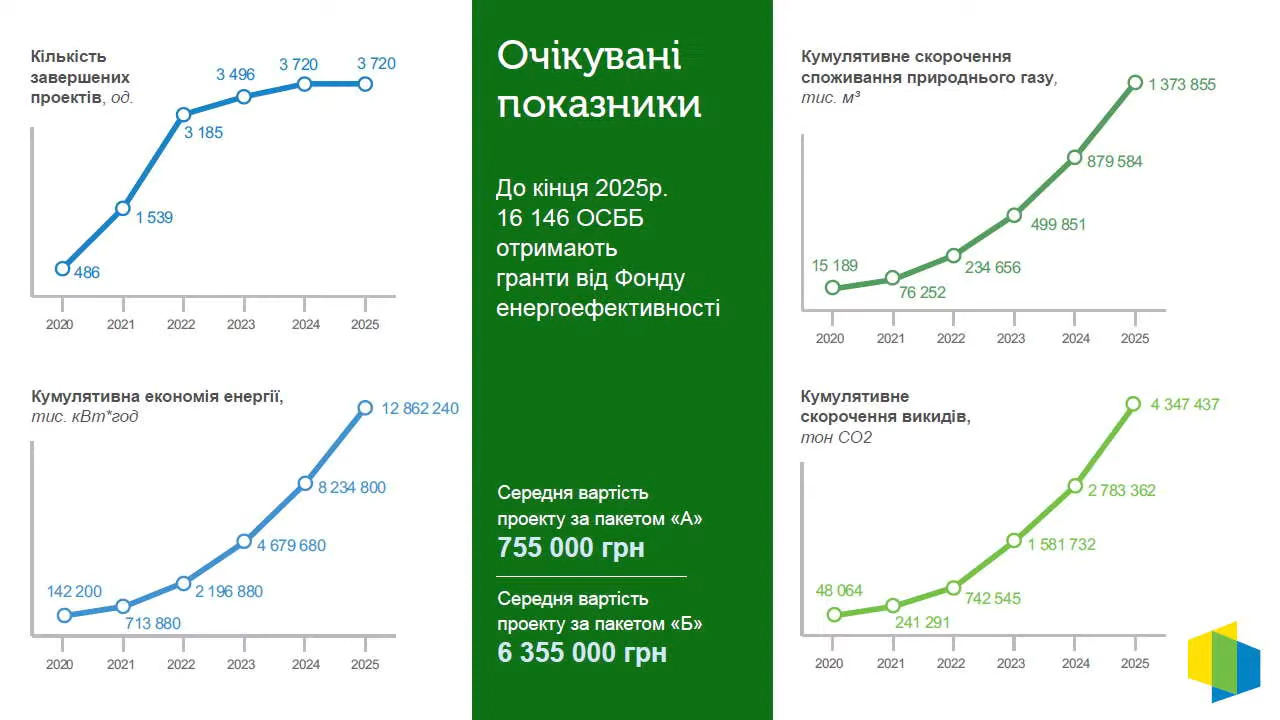 Кількість
завершених
проектів, од.
3 496
3 720
3 720
3 185
1 539
486
2020
2021
2022
2023
2024
2025
Кумулятивна економія енергії,
тис. кВт*год
12 862 240
8 234 800
4 679 680
2 196 880
142 200
713 880
2020
2021
2022
2023
2024
2025
Очікувані
показники
До кінця 2025р.
16 146 ОСББ
отримають
гранти від Фонду
енергоефективності
Середня вартість
проекту за пакетом «А»
755 000 грн
Середня вартість
проекту за пакетом «Б»
6 355 000 грн
Кумулятивне скорочення
споживання природнього газу,
тис. м³
1 373 855
879 584
499 851
234 656
15 189
76 252
2020
2021
2022
2023
2024
2025
Кумулятивне
скорочення викидів,
тон СО2
4 347 437
2 783 362
1 581 732
742 545
48 064
241 291
2020
2021
2022
2023
2024
2025